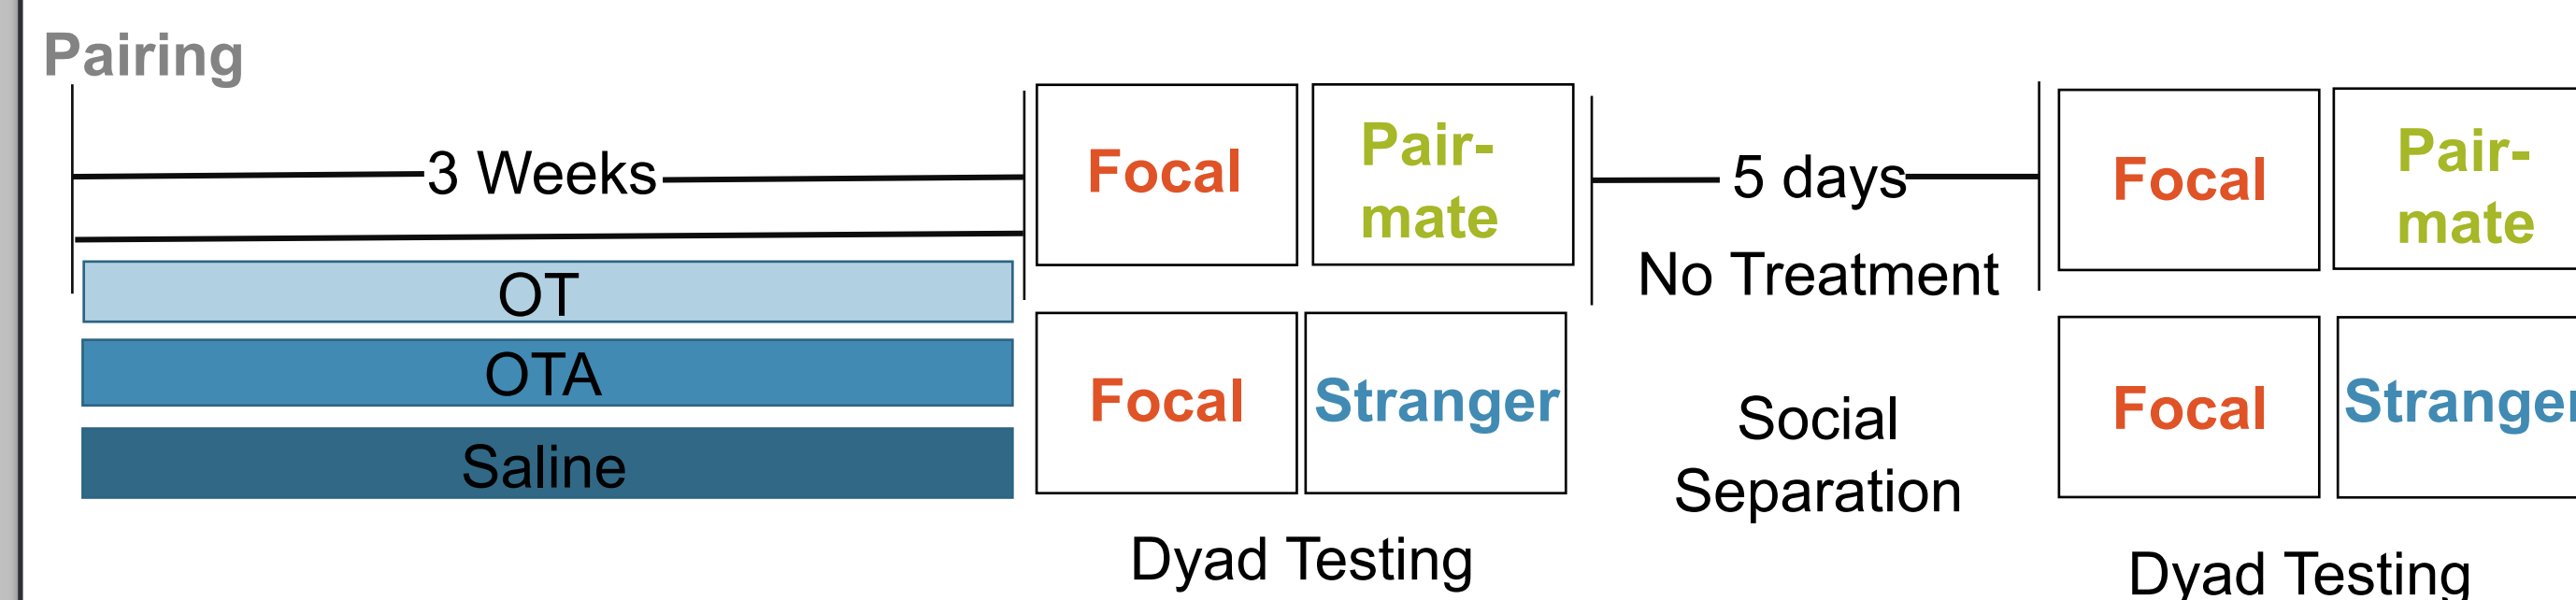 Pairing
3 Weeks
OT
OTA
Saline
Focal
Pair-
mate
Focal
Stranger
Dyad Testing
5 days
No Treatment
Social
Separation
Focal
Pair-
mate
Focal
Stranger
Dyad Testing